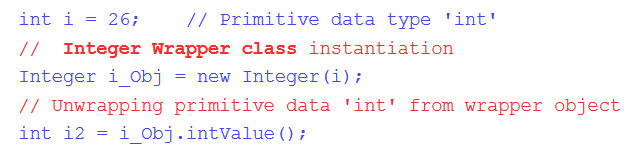 int i = 26;    // Primitive data type 'int'
//  Integer Wrapper class instantiation
Integer i_Obj = new Integer(i);
// Unwrapping primitive data 'int' from wrapper object
int i2 = i_Obj.intValue();